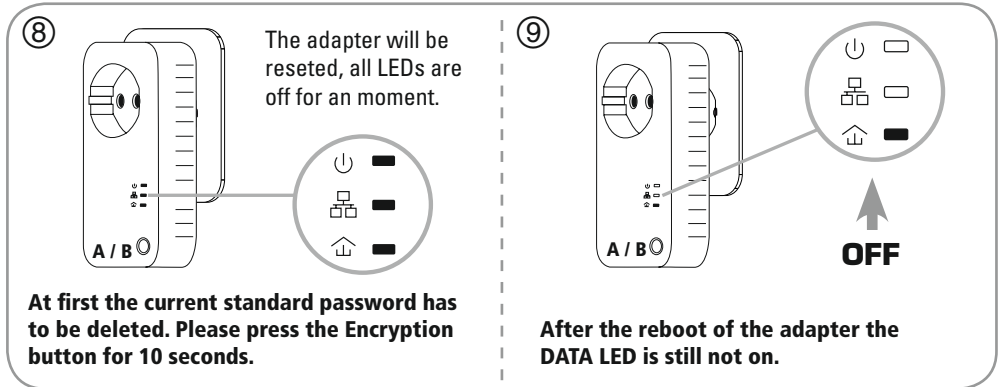 ⑧
The adapter will be
reseted, all LEDs are
off for an moment.
A / B
At first the current standard password has
to be deleted. Please press the Encryption
button for 10 seconds.
⑨
A / B
OFF
After the reboot of the adapter the
DATA LED is still not on.